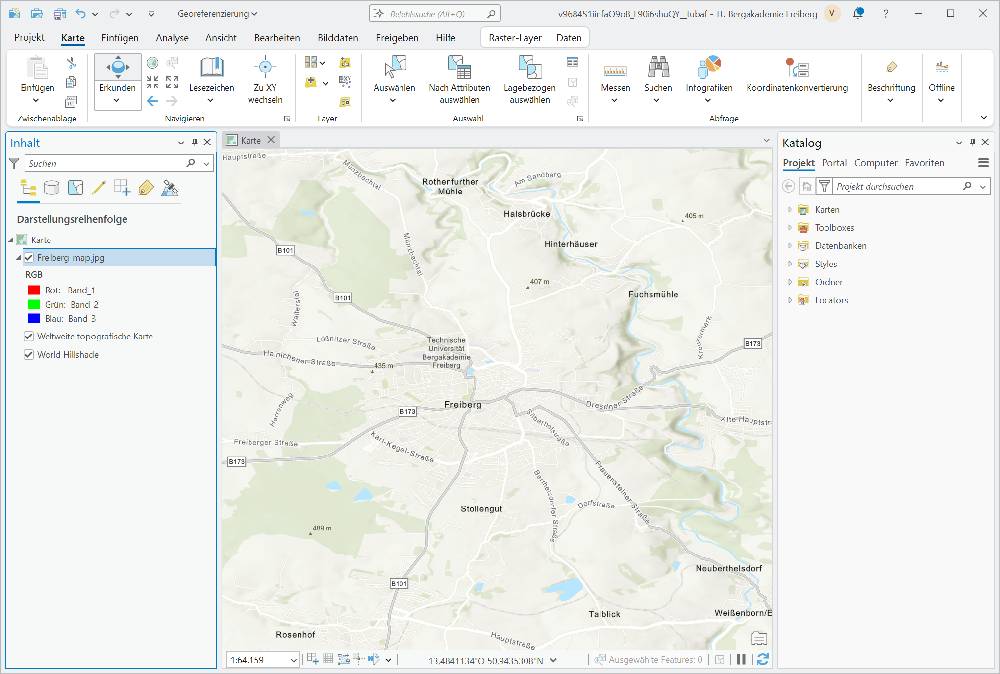 Georeferenzierung
Befehlssuche (Alt+Q)
v9684S1iinfaO9o8_L90i6shuQY__tubaf - TU Bergakademie Freiberg
V
?
Projekt
Karte
Einfügen
Analyse
Ansicht
Bearbeiten
Bilddaten
Freigeben
Hilfe
Raster-Layer
Daten
Einfügen
Zwischenablage
Erkunden
Lesezeichen
Zu XY
wechseln
Navigieren
XY
Layer
Auswählen
Nach Attributen
auswählen
Lagebezogen
auswählen
Auswahl
Messen
Suchen
Infografiken
Koordinatenkonvertierung
Abfrage
Beschriftung
Offline
Inhalt
Suchen
Darstellungsreihenfolge
Karte
Freiberg-map.jpg
RGB
Rot: Band_1
Grün: Band_2
Blau: Band_3
Weltweite topografische Karte
World Hillshade
Karte
Hauptstraße
Münzbachtal
Rothenfurther
Mühle
Am Sandberg
Halsbrücke
405 m
Münzbachtal
Hinterhäuser
B101
407 m
Fuchsmühle
B101
Walterstal
Kreuzermark
Lößnitzer Straße
Technische
Universität
Bergakademie
Freiberg
B173
Hainichener Straße
435 m
Herrenweg
Freiberg
Dresdner Straße
B173
Silberhofstraße
Alte Hauptstr
Freiberger Straße
Karl-Kegel-Straße
B173
Berthelsdorfer Straße
Frauensteiner Straße
Stollengut
Dorfstraße
489 m
Neuberthelsdorf
B101
Talblick
Weißenborn/E
Rosenhof
Hauptstraße
1:64.159
N
13,4841134°O 50,9435308°N
Ausgewählte Features: 0
Katalog
Projekt
Portal
Computer
Favoriten
Projekt durchsuchen
Karten
Toolboxes
Datenbanken
Styles
Ordner
Locators